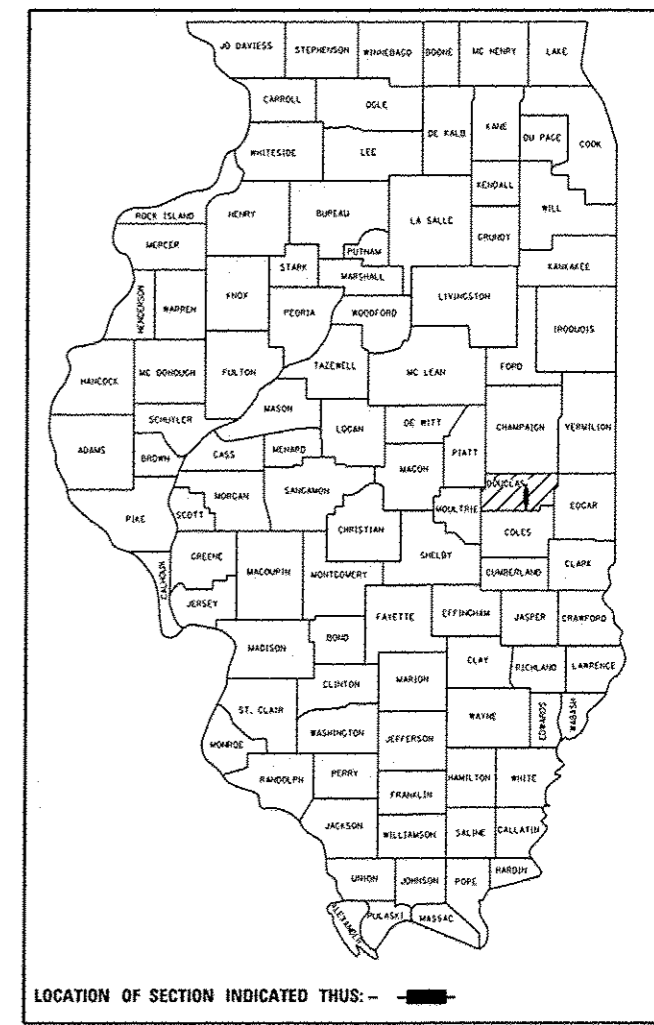 JO DAVIESS STEPHENSON WINNEBAGO BOONE MC HENRY LAKE
CARROLL OGLE DE KALB KANE DU PAGE COOK
WHITESIDE LEE
KENDALL WILL
ROCK ISLAND HENRY BUREAU LA SALLE GRUNDY
MERCER PUTNAM
STARK MARSHALL KANKAKEE
HENDERSON WARREN KNOX PEORIA WOODFORD LIVINGSTON IROQUOIS
HANCOCK MC DONOUGH FULTON TAZEWELL MC LEAN FORD
SCHUYLER MASON LOGAN DE WITT CHAMPAIGN VERMILION
ADAMS BROWN CASS MENARD MACON PIATT
PIKE SCOTT MORGAN SANGAMON CHRISTIAN MOULTRIE DOUGLAS EDGAR
COLES
CALHOUN GREENE MACOUPIN MONTGOMERY SHELBY CUMBERLAND CLARK
JERSEY FAYETTE EFFINGHAM JASPER CRAWFORD
MADISON BOND
CLAY RICHLAND LAWRENCE
CLINTON MARION
ST. CLAIR WAYNE EDWARDS WABASH
MONROE WASHINGTON JEFFERSON
RANDOLPH PERRY HAMILTON WHITE
FRANKLIN
JACKSON WILLIAMSON SALINE GALLATIN
UNION JOHNSON POPE HARDIN
ALEXANDER PULASKI MASSAC
LOCATION OF SECTION INDICATED THUS: -